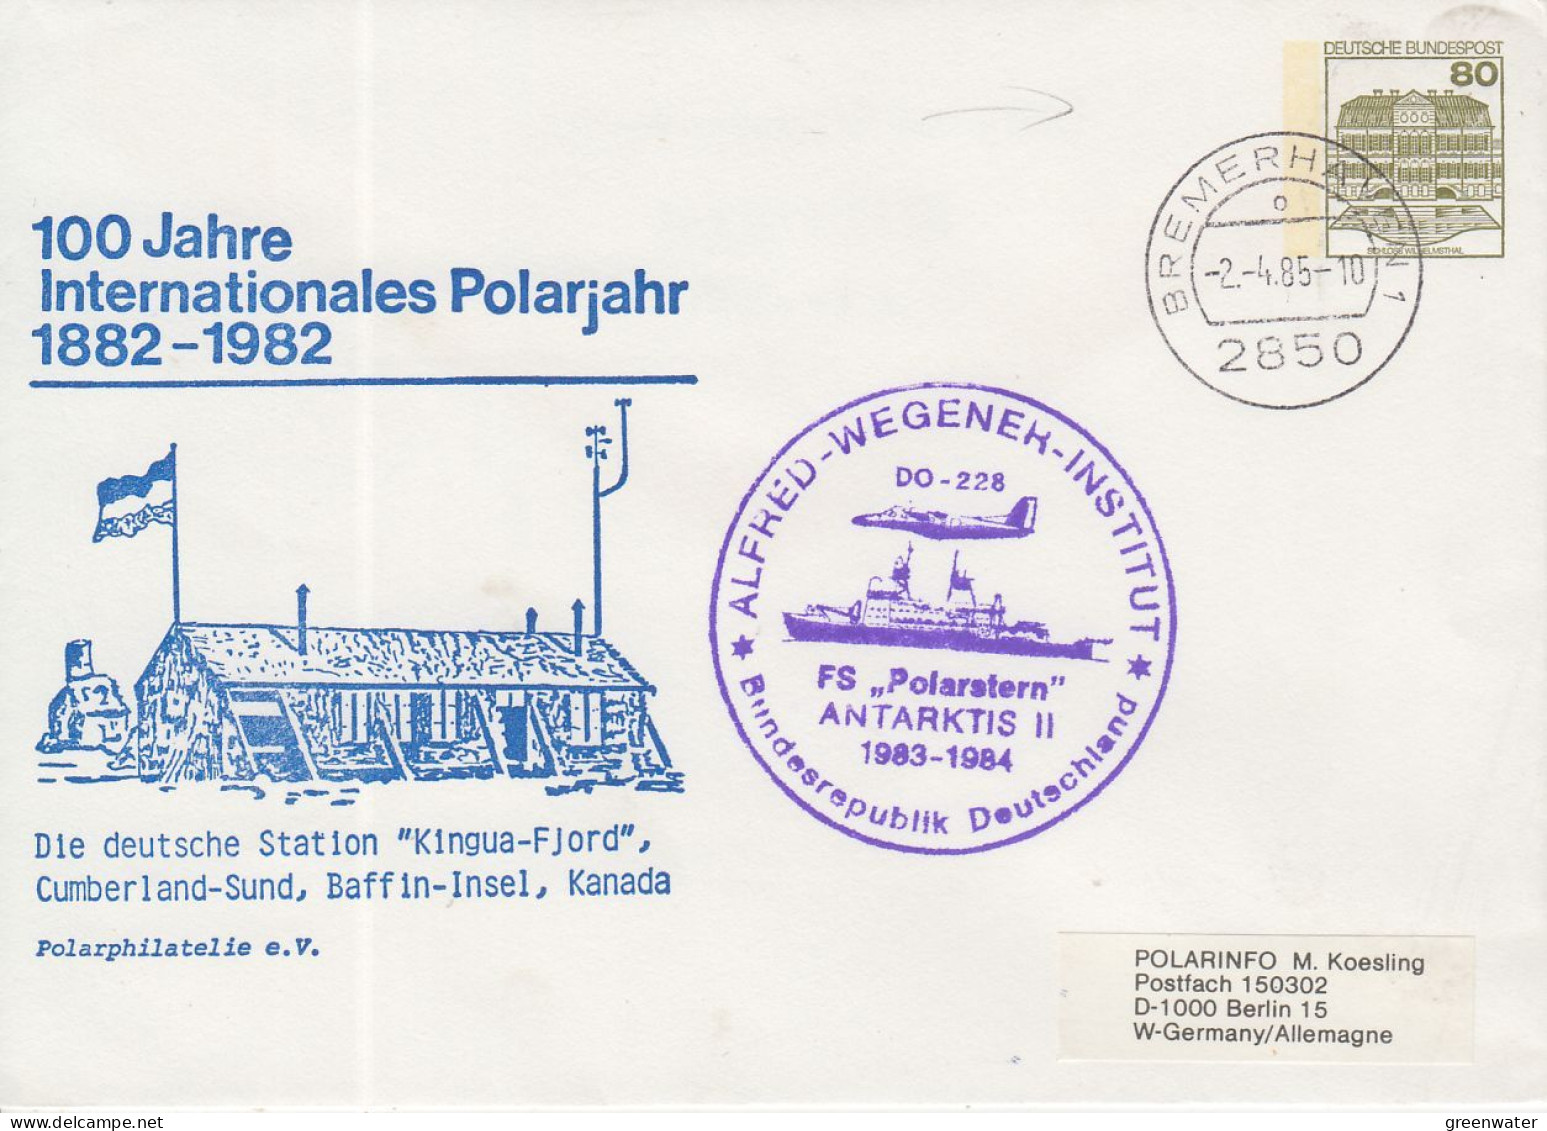 DEUTSCHE BUNDESPOST
80
SCHLOSS WILHELMSTHAL
BREMERHAVEN 1
-2.-4.85-10
2850
100 Jahre
Internationales Polarjahr
1882-1982
ALFRED-WEGENER-INSTITUT
DO-228
FS „Polarstern"
ANTARKTIS II
1983-1984
Bundesrepublik Deutschland
Die deutsche Station "Kingua-Fjord",
Cumberland-Sund, Baffin-Insel, Kanada
Polarphilatelie e.V.
POLARINFO M. Koesling
Postfach 150302
D-1000 Berlin 15
W-Germany/Allemagne
greenwater